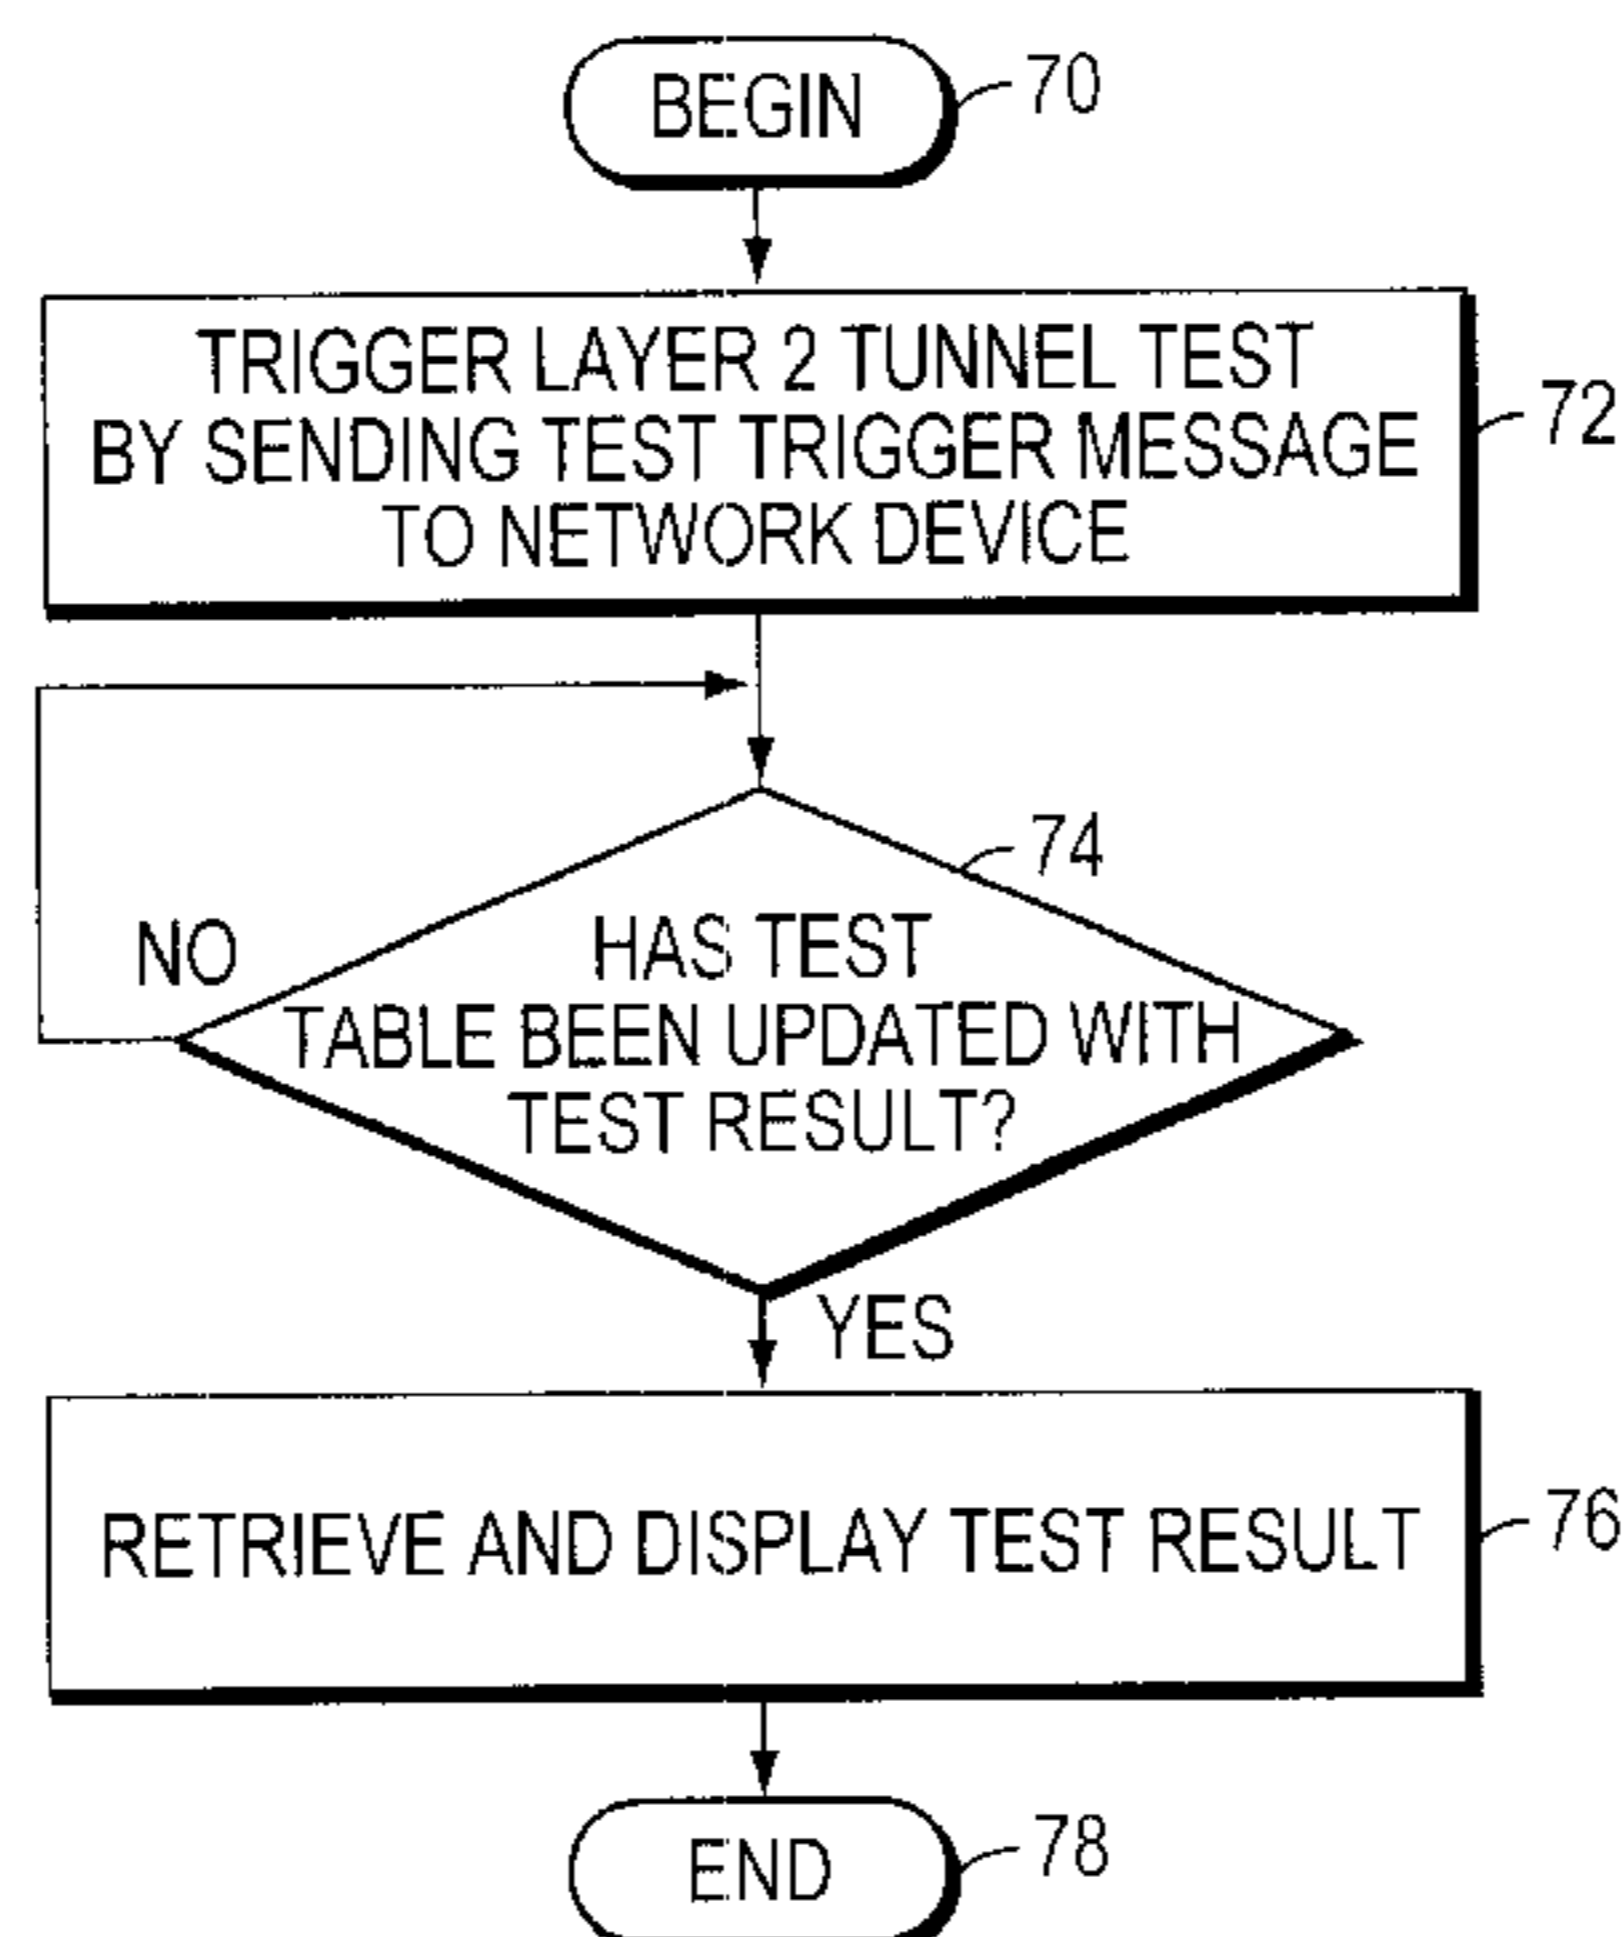 BEGIN
70
TRIGGER LAYER 2 TUNNEL TEST
BY SENDING TEST TRIGGER MESSAGE
TO NETWORK DEVICE
72
74
NO
HAS TEST
TABLE BEEN UPDATED WITH
TEST RESULT?
YES
RETRIEVE AND DISPLAY TEST RESULT
76
END
78